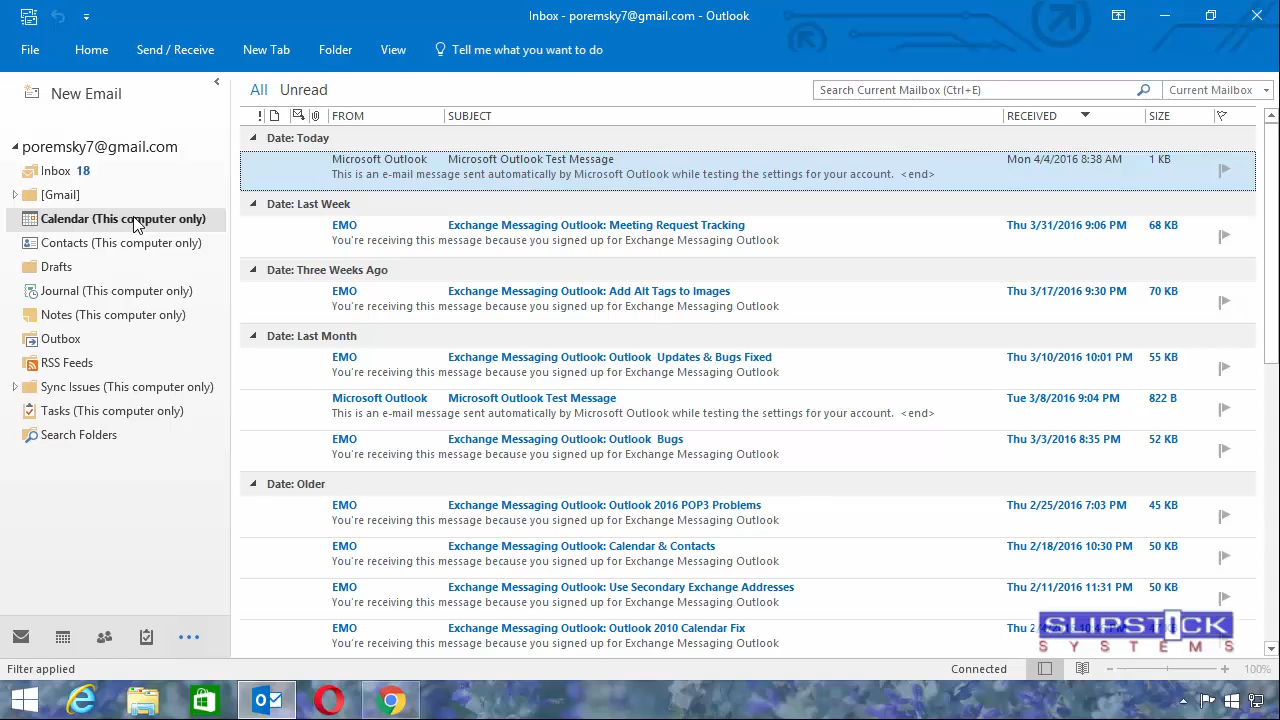 Inbox - poremsky7@gmail.com - Outlook
File Home Send / Receive New Tab Folder View Tell me what you want to do
New Email
All Unread
Search Current Mailbox (Ctrl+E) Current Mailbox
poremsky7@gmail.com
Inbox 18
[Gmail]
Calendar (This computer only)
Contacts (This computer only)
Drafts
Journal (This computer only)
Notes (This computer only)
Outbox
RSS Feeds
Sync Issues (This computer only)
Tasks (This computer only)
Search Folders
! FROM SUBJECT RECEIVED SIZE
Date: Today
Microsoft Outlook Microsoft Outlook Test Message Mon 4/4/2016 8:38 AM 1 KB
This is an e-mail message sent automatically by Microsoft Outlook while testing the settings for your account. <end>
Date: Last Week
EMO Exchange Messaging Outlook: Meeting Request Tracking Thu 3/31/2016 9:06 PM 68 KB
You're receiving this message because you signed up for Exchange Messaging Outlook
Date: Three Weeks Ago
EMO Exchange Messaging Outlook: Add Alt Tags to Images Thu 3/17/2016 9:30 PM 70 KB
You're receiving this message because you signed up for Exchange Messaging Outlook
Date: Last Month
EMO Exchange Messaging Outlook: Outlook Updates & Bugs Fixed Thu 3/10/2016 10:01 PM 55 KB
You're receiving this message because you signed up for Exchange Messaging Outlook
Microsoft Outlook Microsoft Outlook Test Message Tue 3/8/2016 9:04 PM 822 B
This is an e-mail message sent automatically by Microsoft Outlook while testing the settings for your account. <end>
EMO Exchange Messaging Outlook: Outlook Bugs Thu 3/3/2016 8:35 PM 52 KB
You're receiving this message because you signed up for Exchange Messaging Outlook
Date: Older
EMO Exchange Messaging Outlook: Outlook 2016 POP3 Problems Thu 2/25/2016 7:03 PM 45 KB
You're receiving this message because you signed up for Exchange Messaging Outlook
EMO Exchange Messaging Outlook: Calendar & Contacts Thu 2/18/2016 10:30 PM 50 KB
You're receiving this message because you signed up for Exchange Messaging Outlook
EMO Exchange Messaging Outlook: Use Secondary Exchange Addresses Thu 2/11/2016 11:31 PM 50 KB
You're receiving this message because you signed up for Exchange Messaging Outlook
EMO Exchange Messaging Outlook: Outlook 2010 Calendar Fix Thu
You're receiving this message because you signed up for Exchange Messaging Outlook
SLIPSTICK
SYSTEMS
Filter applied Connected 100%